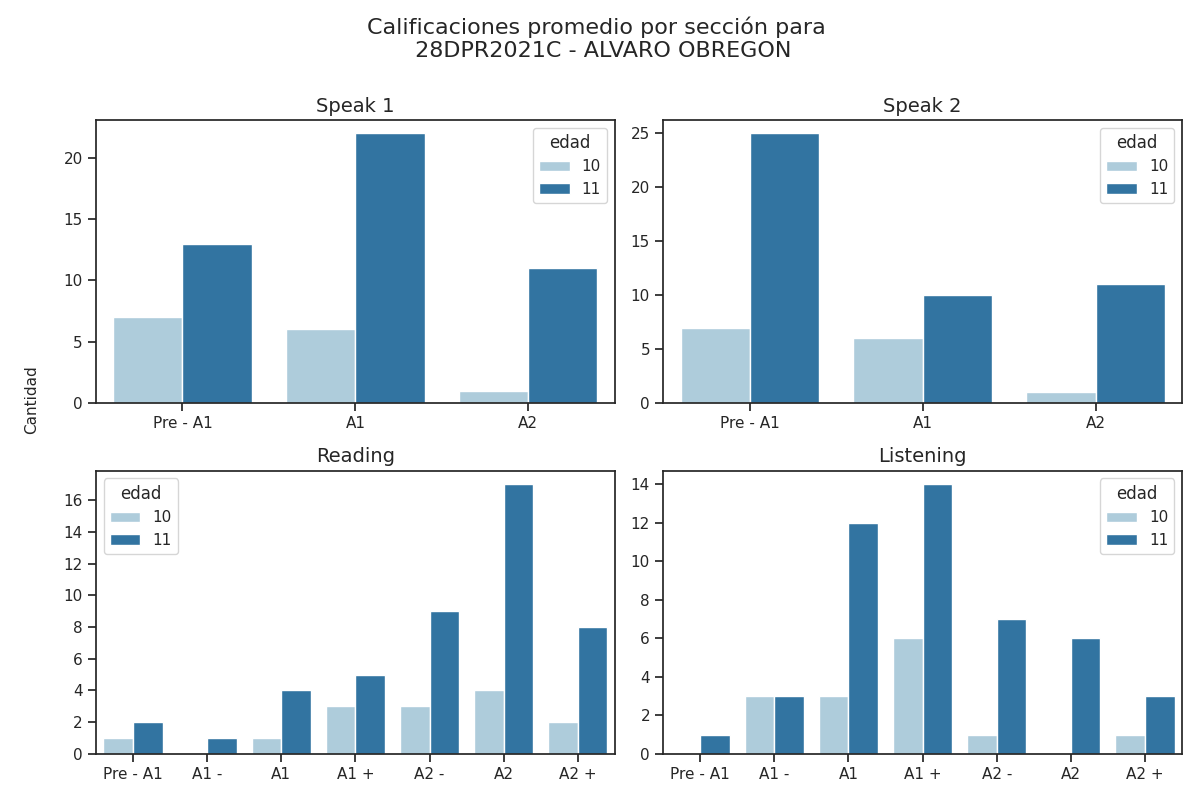 Calificaciones promedio por sección para
28DPR2021C - ALVARO OBREGON
Cantidad
Speak 1
edad
10
11
20
15
10
5
0
Pre - A1 A1 A2
Speak 2
edad
10
11
25
20
15
10
5
0
Pre - A1 A1 A2
Reading
edad
10
11
16
14
12
10
8
6
4
2
0
Pre - A1 A1 - A1 A1 + A2 - A2 A2 +
Listening
edad
10
11
14
12
10
8
6
4
2
0
Pre - A1 A1 - A1 A1 + A2 - A2 A2 +